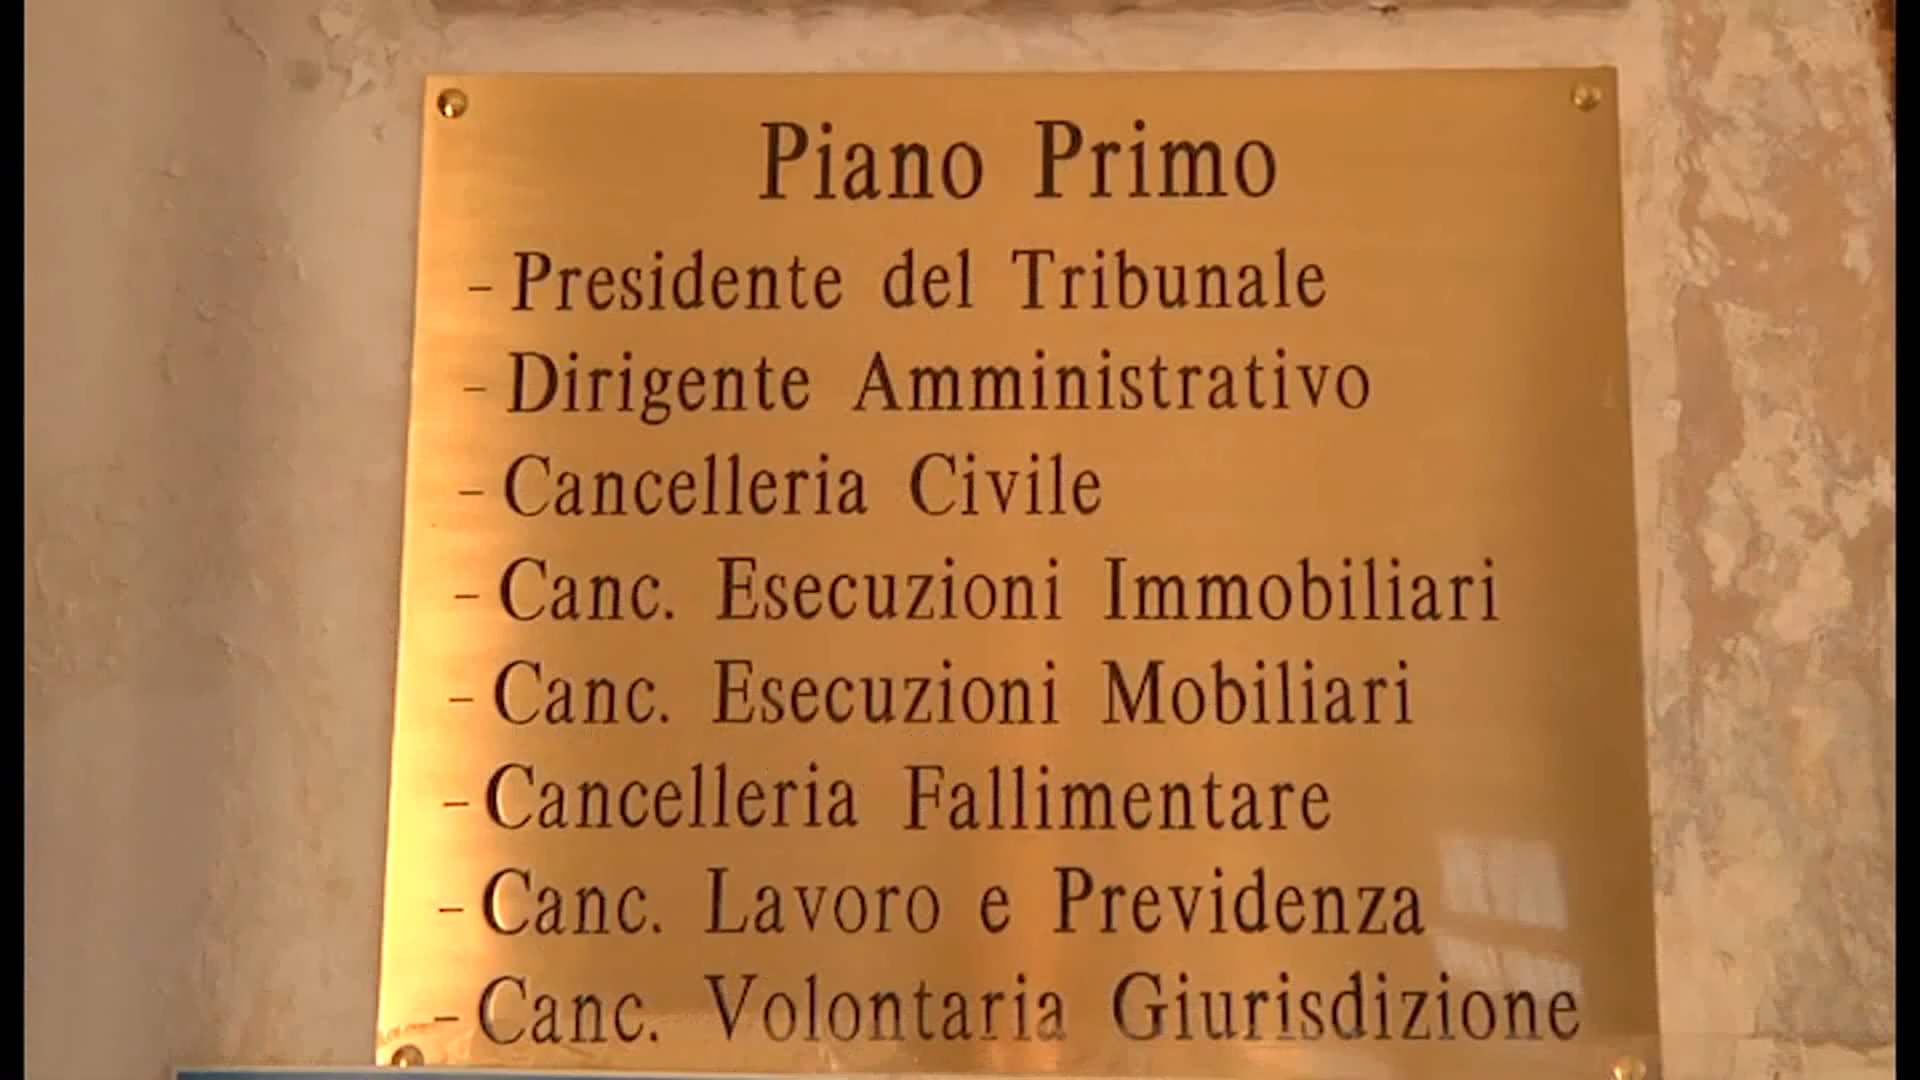 Piano Primo
- Presidente del Tribunale
- Dirigente Amministrativo
- Cancelleria Civile
- Canc. Esecuzioni Immobiliari
- Canc. Esecuzioni Mobiliari
- Cancelleria Fallimentare
- Canc. Lavoro e Previdenza
- Canc. Volontaria Giurisdizione